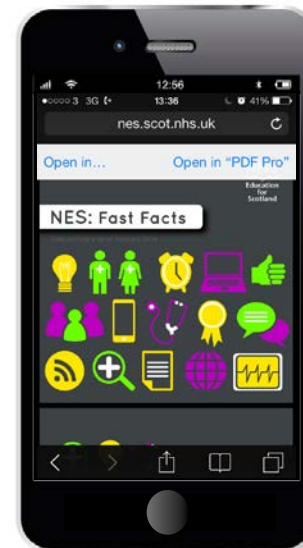 12:56
3 3G 13:36 41%
nes.scot.nhs.uk
Open in... Open in “PDF Pro”
Education
for
Scotland
NES: Fast Facts